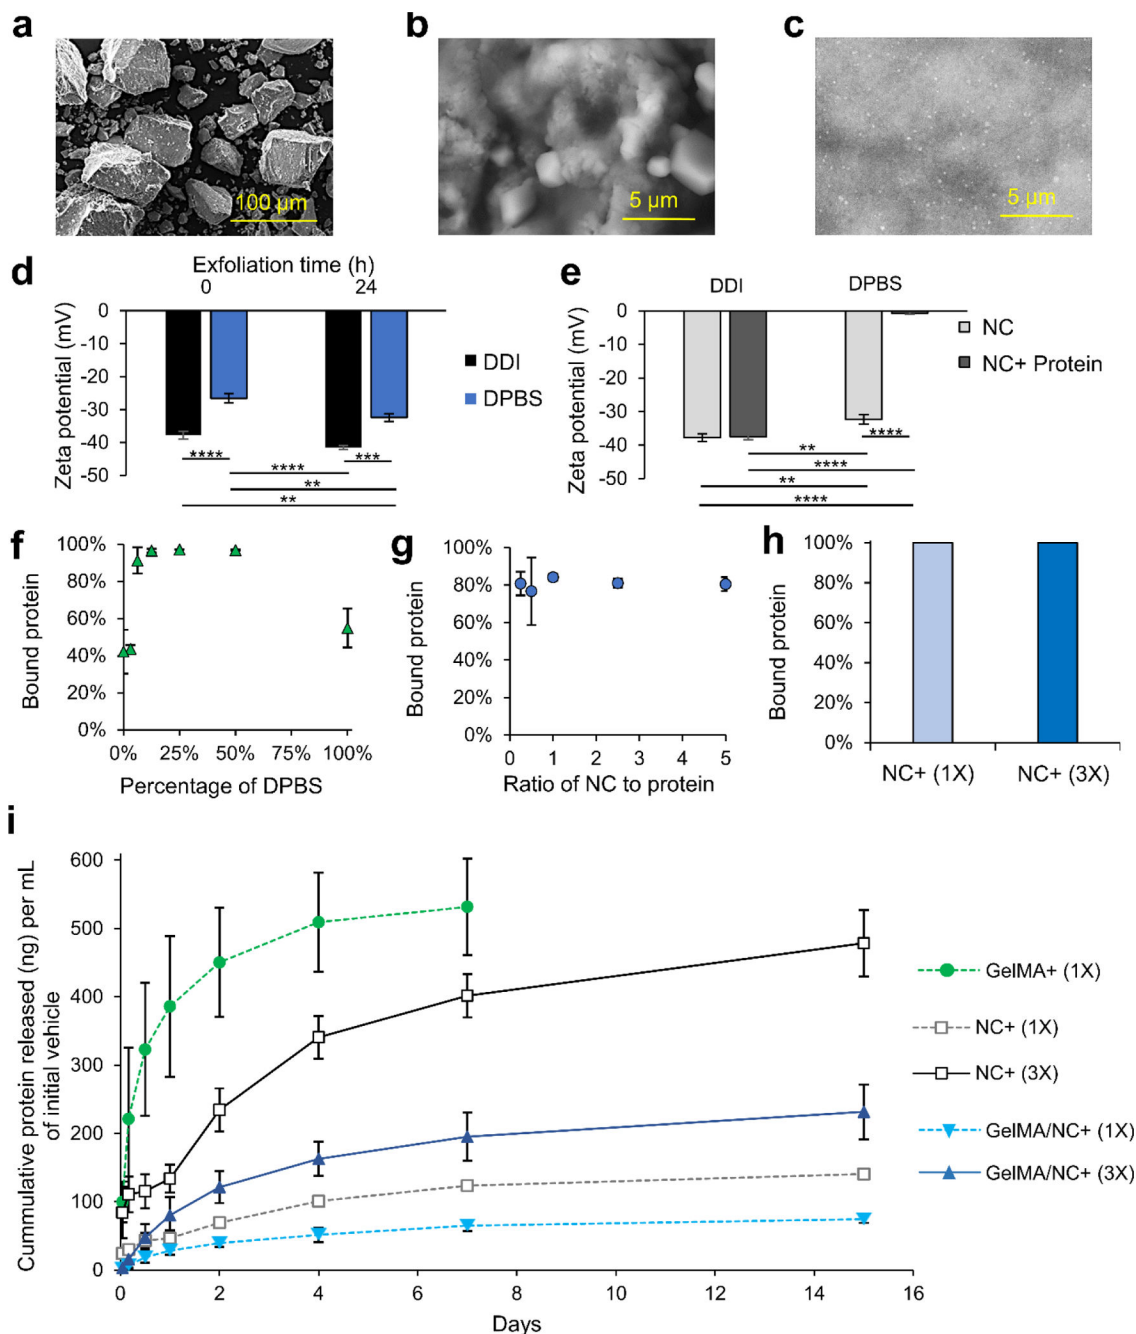 a
b
c
100 µm
5 µm
5 µm
d
Exfoliation time (h)
0
24
Zeta potential (mV)
0
-10
-20
-30
-40
-50
****
***
****
**
**
DDI
DPBS
e
DDI
DPBS
Zeta potential (mV)
0
-10
-20
-30
-40
-50
****
**
****
**
****
NC
NC+ Protein
f
Bound protein
100%
80%
60%
40%
20%
0%
0%
25%
50%
75%
100%
Percentage of DPBS
g
Bound protein
100%
80%
60%
40%
20%
0%
0
1
2
3
4
5
Ratio of NC to protein
h
Bound protein
100%
80%
60%
40%
20%
0%
NC+ (1X)
NC+ (3X)
i
Cummulative protein released (ng) per mL
of initial vehicle
600
500
400
300
200
100
0
0
2
4
6
8
10
12
14
16
Days
GelMA+ (1X)
NC+ (1X)
NC+ (3X)
GelMA/NC+ (1X)
GelMA/NC+ (3X)